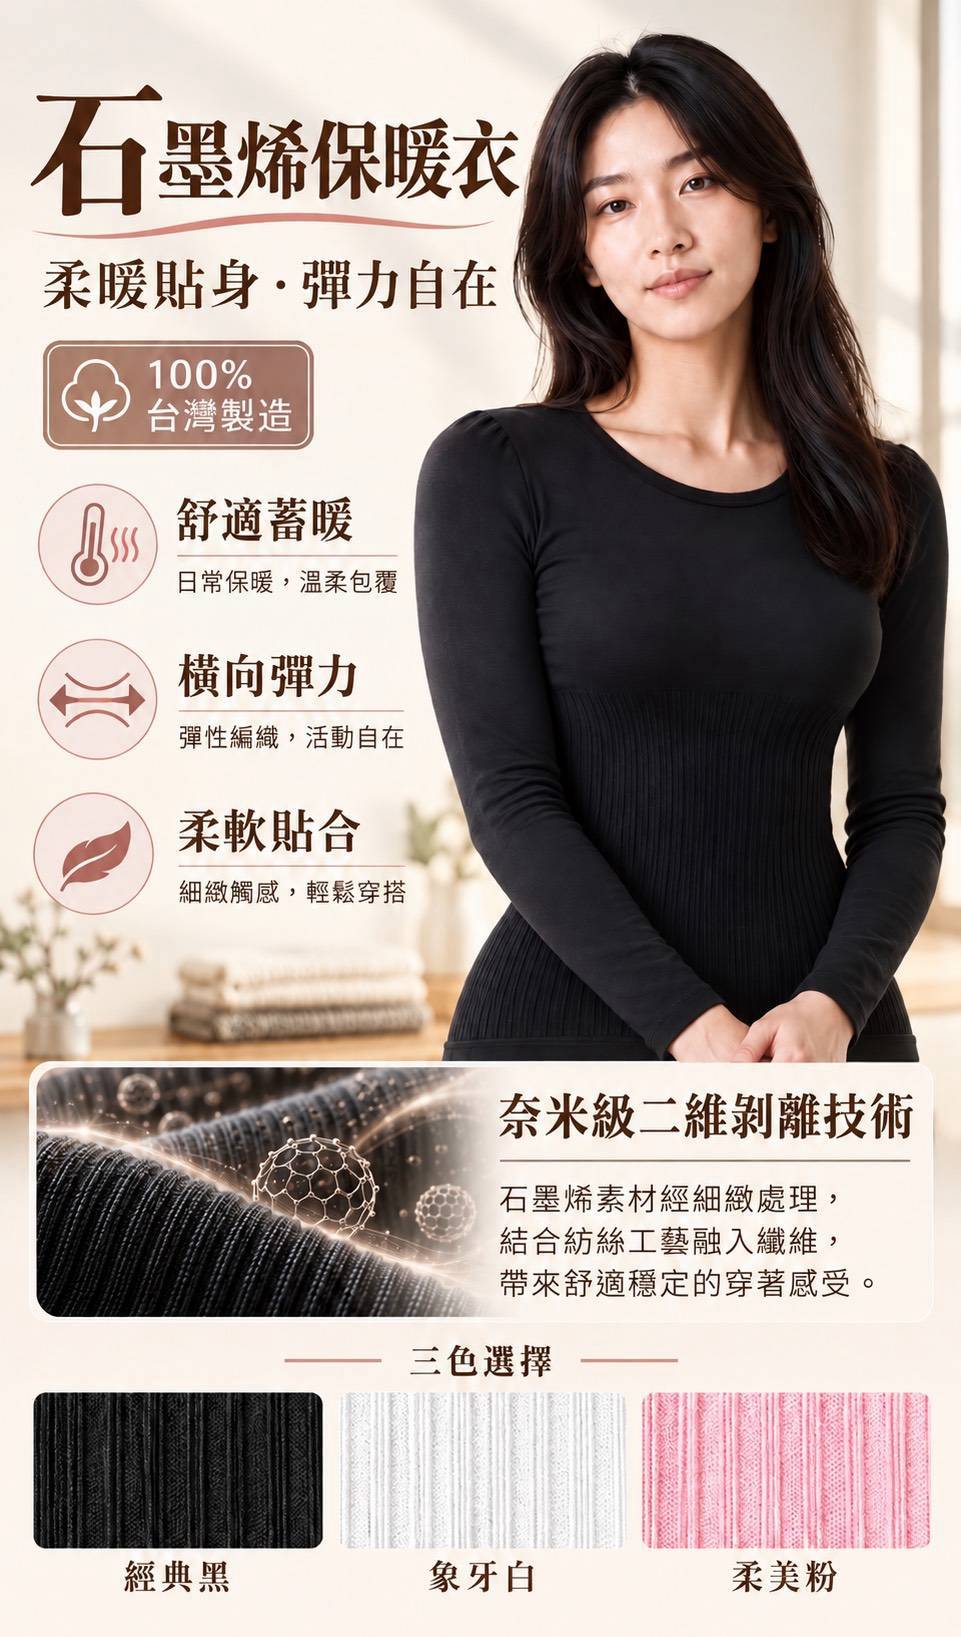 石墨烯保暖衣
柔暖貼身·彈力自在
100%
台灣製造
舒適蓄暖
日常保暖，溫柔包覆
橫向彈力
彈性編織，活動自在
柔軟貼合
細緻觸感，輕鬆穿搭
奈米級二維剝離技術
石墨烯素材經細緻處理，
結合紡絲工藝融入纖維，
帶來舒適穩定的穿著感受。
三色選擇
經典黑
象牙白
柔美粉